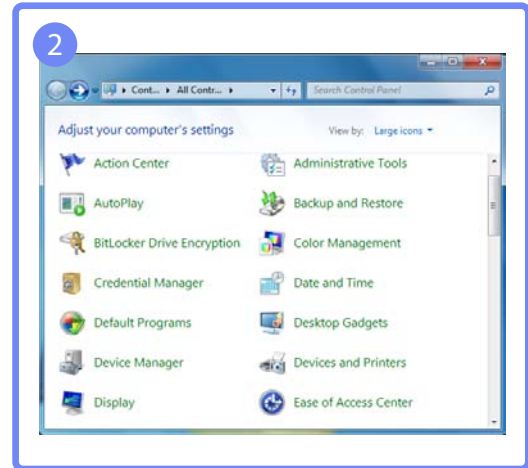 2
Cont... All Contr...
Search Control Panel
Adjust your computer's settings
View by: Large icons
Action Center
Administrative Tools
AutoPlay
Backup and Restore
BitLocker Drive Encryption
Color Management
Credential Manager
Date and Time
Default Programs
Desktop Gadgets
Device Manager
Devices and Printers
Display
Ease of Access Center